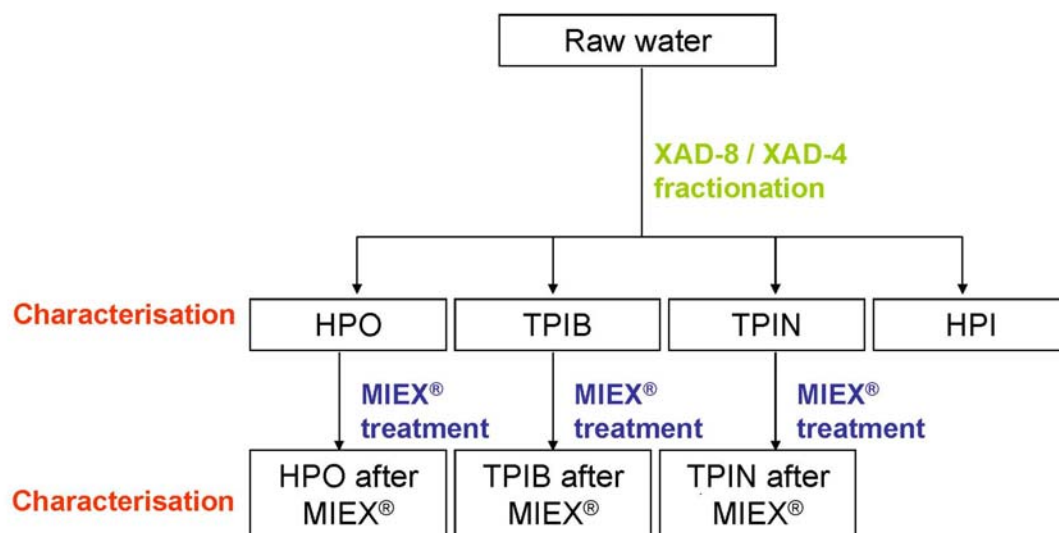 Raw water
XAD-8 / XAD-4
fractionation
Characterisation
HPO
TPIB
TPIN
HPI
MIEX®
treatment
MIEX®
treatment
MIEX®
treatment
Characterisation
HPO after
MIEX®
TPIB after
MIEX®
TPIN after
MIEX®